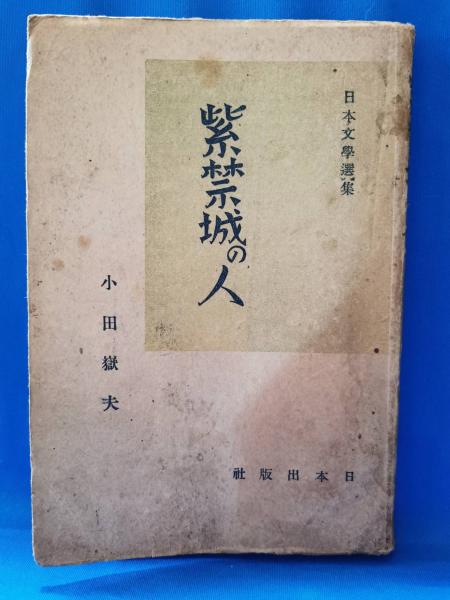 日本文學選集
紫禁城の人
小田嶽夫
日本出版社